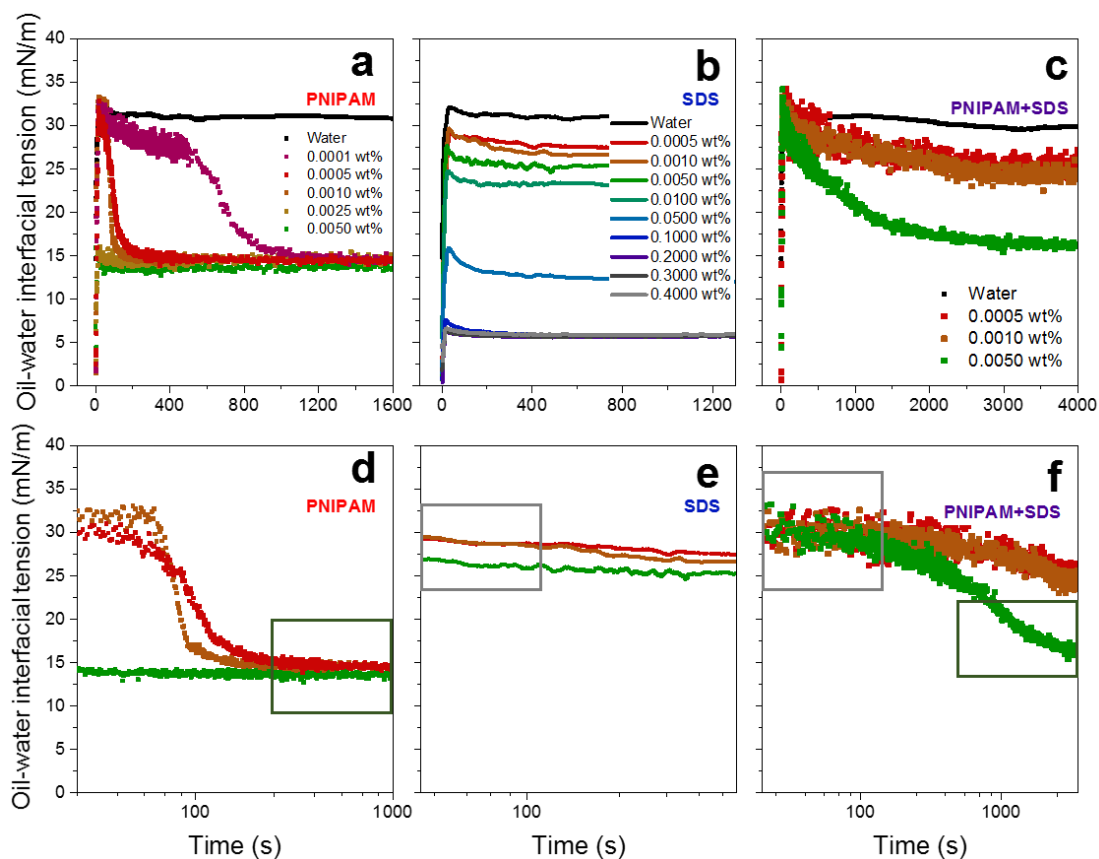 Oil-water interfacial tension (mN/m)
40
35
30
25
20
15
10
5
0
a
PNIPAM
Water
0.0001 wt%
0.0005 wt%
0.0010 wt%
0.0025 wt%
0.0050 wt%
0 400 800 1200 1600
b
SDS
Water
0.0005 wt%
0.0010 wt%
0.0050 wt%
0.0100 wt%
0.0500 wt%
0.1000 wt%
0.2000 wt%
0.3000 wt%
0.4000 wt%
0 400 800 1200
c
PNIPAM+SDS
Water
0.0005 wt%
0.0010 wt%
0.0050 wt%
0 1000 2000 3000 4000
Oil-water interfacial tension (mN/m)
40
35
30
25
20
15
10
5
0
d
PNIPAM
100 1000
Time (s)
e
SDS
100
Time (s)
f
PNIPAM+SDS
100 1000
Time (s)